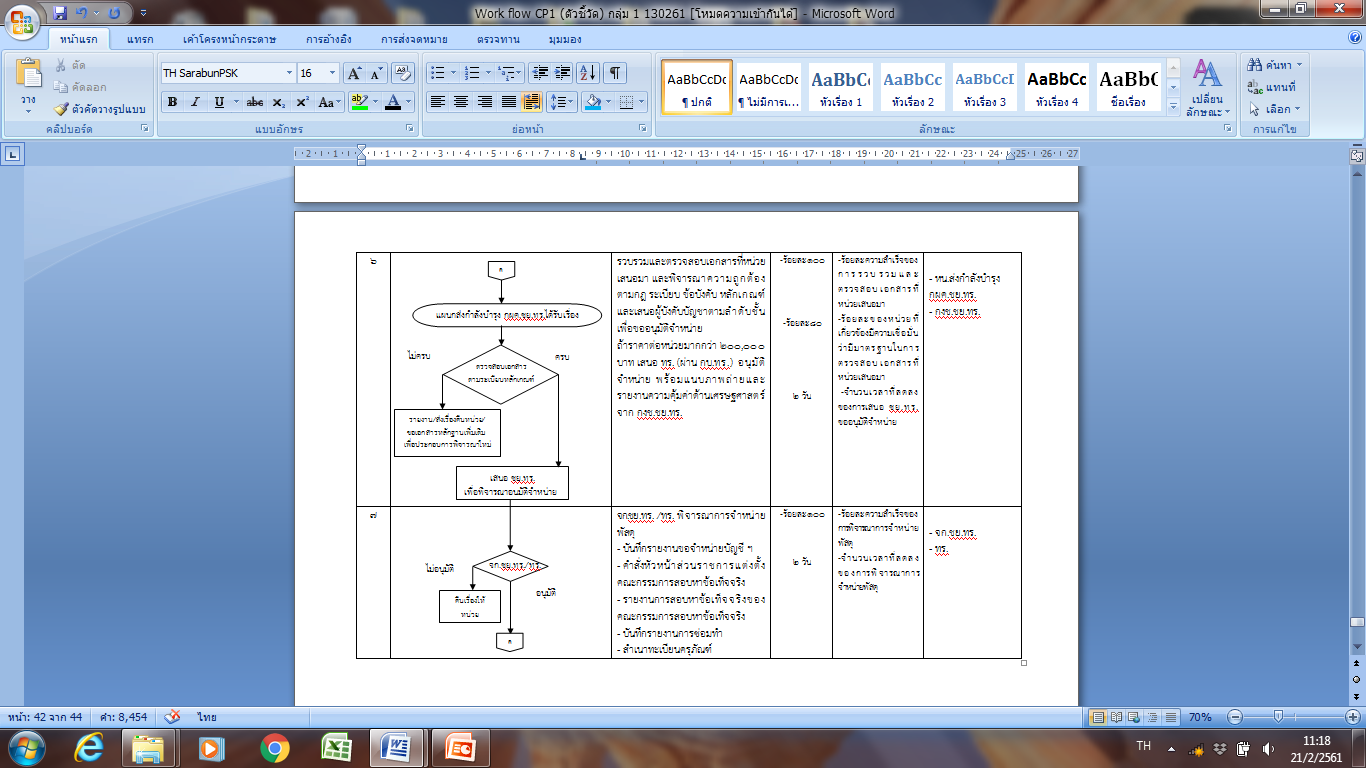 Work flow CP1 (ตัวชี้วัด) กลุ่ม 1 130261 [โหมดความเข้ากันได้] - Microsoft Word
หน้าแรก แทรก เค้าโครงหน้ากระดาษ การอ้างอิง การส่งจดหมาย ตรวจทาน มุมมอง
วาง
ตัด
คัดลอก
ตัวคัดวางรูปแบบ
คลิปบอร์ด
TH SarabunPSK 16
แบบอักษร
ย่อหน้า
AaBbCcDc AaBbCcDc AaBbCc AaBbCc AaBbCcI AaBbCc AaBbC
¶ ปกติ ¶ ไม่มีการเ... หัวเรื่อง 1 หัวเรื่อง 2 หัวเรื่อง 3 หัวเรื่อง 4 ชื่อเรื่อง
เปลี่ยน
ลักษณะ
ลักษณะ
ค้นหา
แทนที่
เลือก
การแก้ไข
2 1 1 2 3 4 5 6 7 8 9 10 11 12 13 14 15 16 17 18 19 20 21 22 23 24 25 26 27
๖
แผนกส่งกำลังบำรุง กผค.ขย.ทร.ได้รับเรื่อง
ไม่ครบ
ครบ
ตรวจสอบเอกสาร
ตามระเบียบหลักเกณฑ์
รายงาน/ส่งเรื่องคืนหน่วย/
ขอเอกสารหลักฐานเพิ่มเติม
เพื่อประกอบการพิจารณาใหม่
เสนอ ขย.ทร.
เพื่อพิจารณาอนุมัติจำหน่าย
รวบรวมและตรวจสอบเอกสารที่หน่วย
เสนอมา และพิจารณาความถูกต้อง
ตามกฎ ระเบียบ ข้อบังคับ หลักเกณฑ์
และเสนอผู้บังคับบัญชาตามลำดับชั้น
เพื่อขออนุมัติจำหน่าย
ถ้าราคาต่อหน่วยมากกว่า ๒๐๐,๐๐๐
บาท เสนอ ทร. (ผ่าน กบ.ทร.) อนุมัติ
จำหน่าย พร้อมแนบภาพถ่ายและ
รายงานความคุ้มค่าด้านเศรษฐศาสตร์
จาก กงช.ขย.ทร.
-ร้อยละ๑๐๐
-ร้อยละ๘๐
๒ วัน
-ร้อยละความสำเร็จของ
การรวบรวมและ
ตรวจสอบ เอกสารที่
หน่วยเสนอมา
-ร้อยละของหน่วยที่
เกี่ยวข้องมีความเชื่อมั่น
ว่ามีมาตรฐานในการ
ตรวจสอบ เอกสารที่
หน่วยเสนอมา
-จำนวนเวลาที่ลดลง
ของการเสนอ ขย.ทร.
ขออนุมัติจำหน่าย
- หน.ส่งกำลังบำรุง
กผค.ขย.ทร.
- กงช.ขย.ทร.
๗
จก.ขย.ทร./ทร.
ไม่อนุมัติ
อนุมัติ
คืนเรื่องให้
หน่วย
จกขย.ทร. /ทร. พิจารณาการจำหน่าย
พัสดุ
- บันทึกรายงานขอจำหน่ายบัญชี ฯ
- คำสั่งหัวหน้าส่วนราชการแต่งตั้ง
คณะกรรมการสอบหาข้อเท็จจริง
- รายงานการสอบหาข้อเท็จจริงของ
คณะกรรมการสอบหาข้อเท็จจริง
- บันทึกรายงานการซ่อมทำ
- สำเนาทะเบียนครุภัณฑ์
-ร้อยละ๑๐๐
๒ วัน
-ร้อยละความสำเร็จของ
การพิจารณาการจำหน่าย
พัสดุ
-จำนวนเวลาที่ลดลง
ของการพิจารณาการ
จำหน่ายพัสดุ
- จก.ขย.ทร.
- ทร.
หน้า: 42 จาก 44 คำ: 8,454 ไทย 70%
TH 11:18
21/2/2561